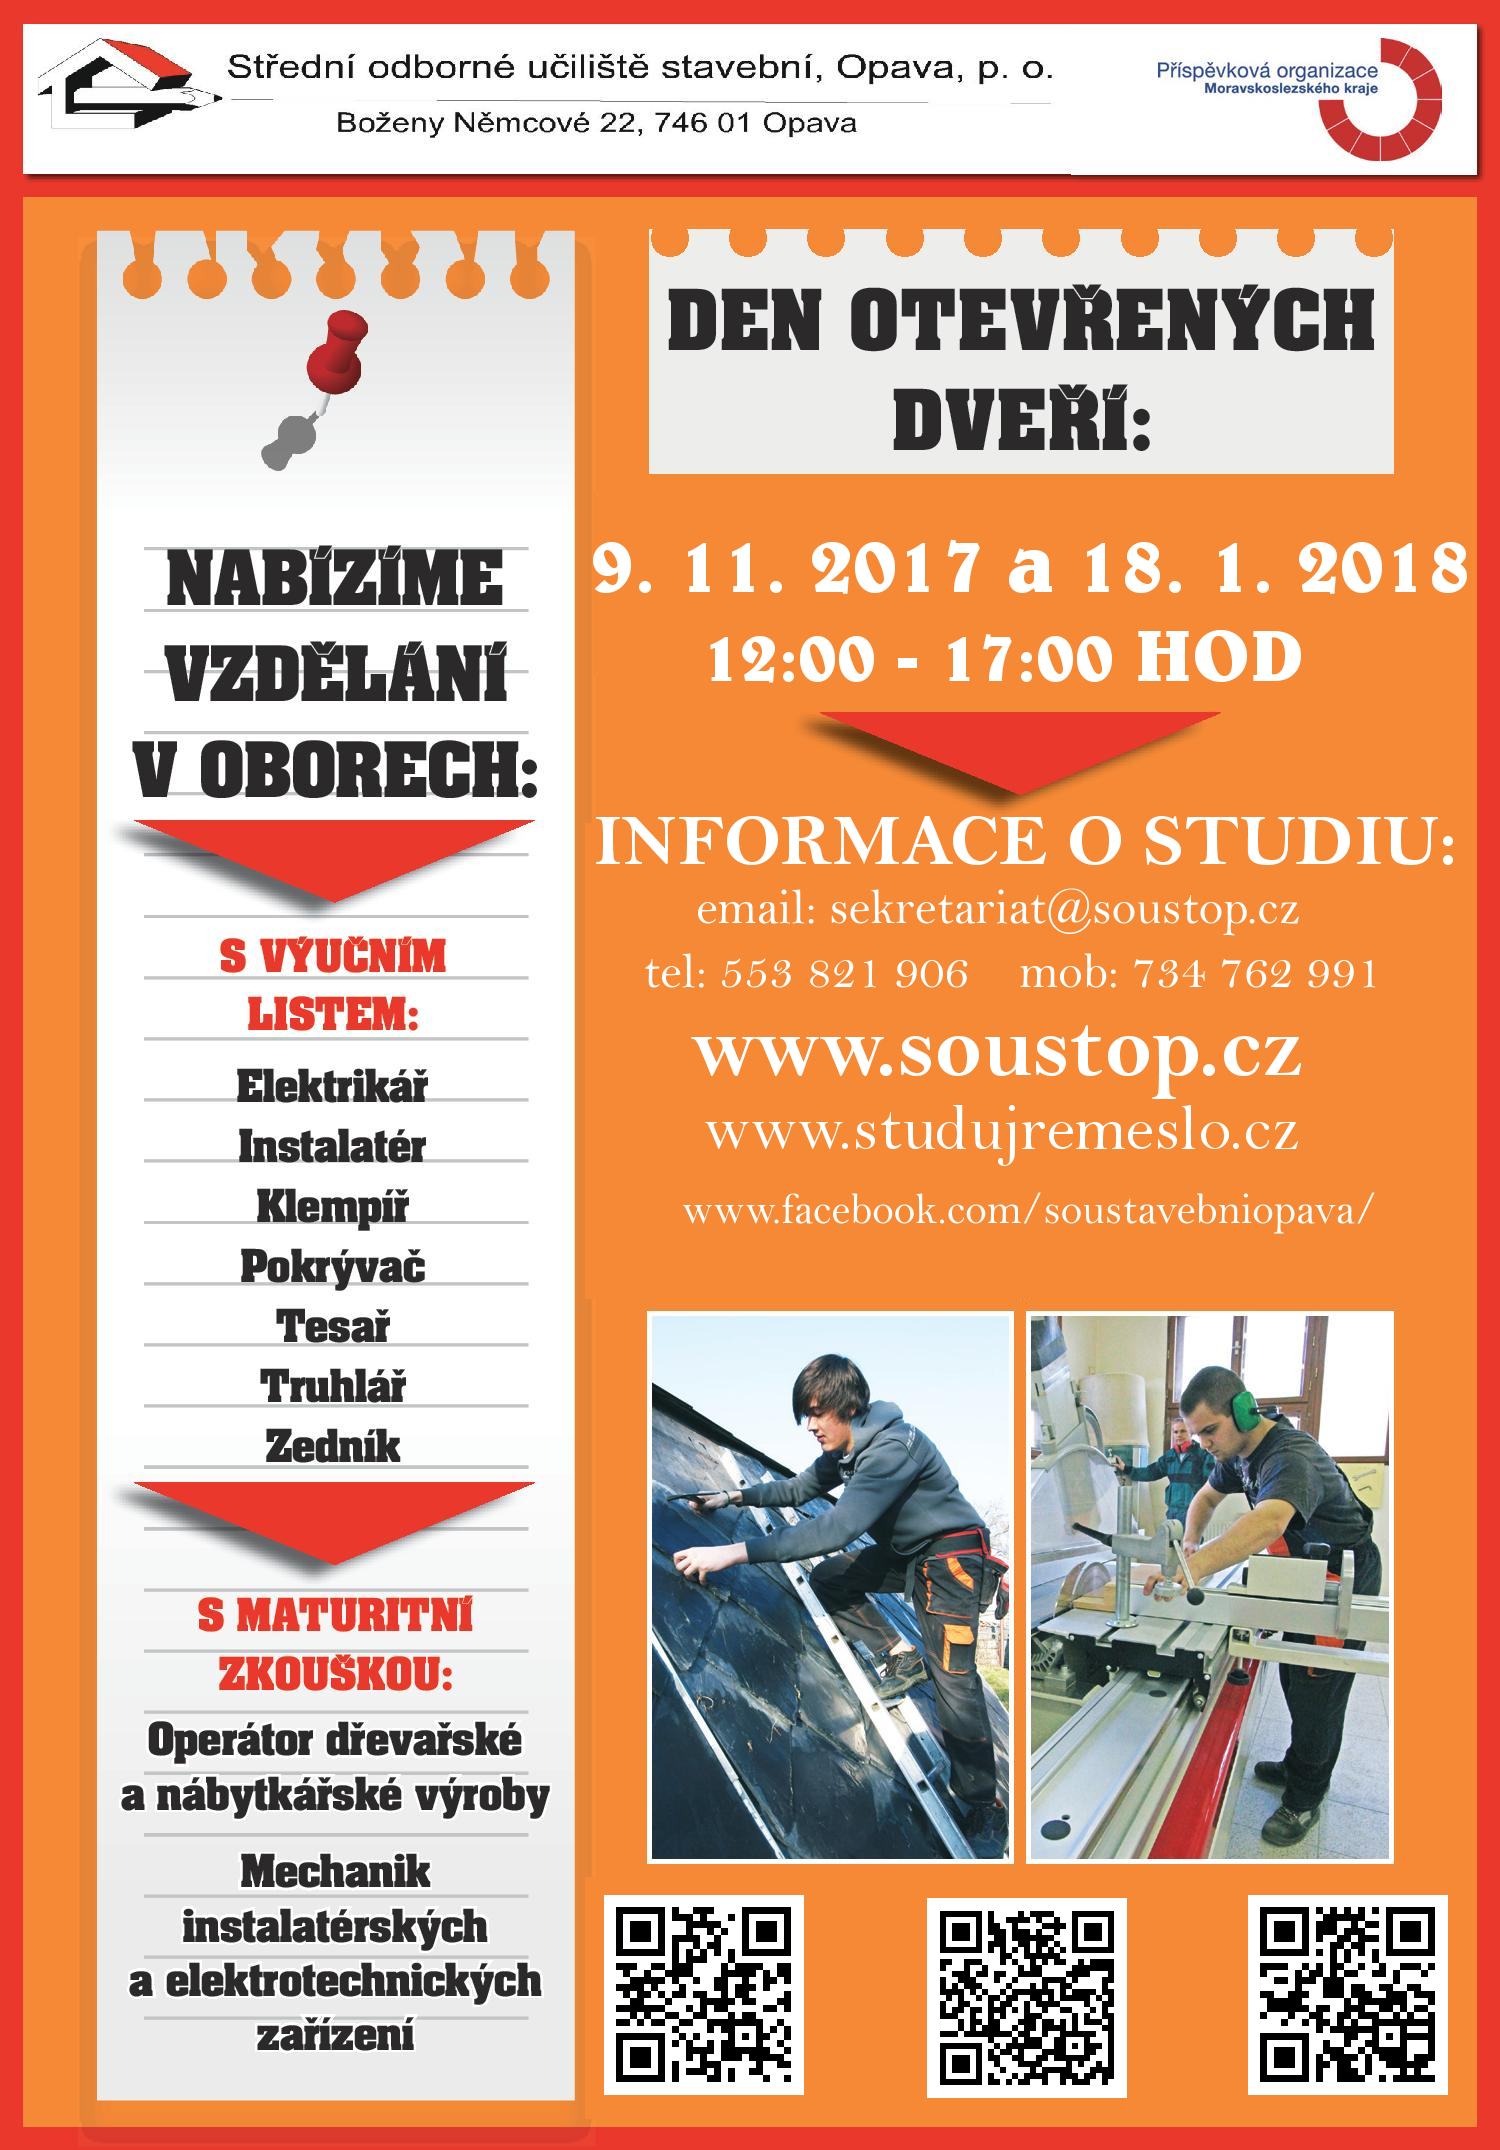 Střední odborné učiliště stavební, Opava, p. o.
Boženy Němcové 22, 746 01 Opava
Příspěvková organizace
Moravskoslezského kraje
NABÍZÍME
VZDĚLÁNÍ
V OBORECH:
S VÝUČNÍM
LISTEM:
Elektrikář
Instalatér
Klempíř
Pokrývač
Tesař
Truhlář
Zedník
S MATURITNÍ
ZKOUŠKOU:
Operátor dřevařské
a nábytkářské výroby
Mechanik
instalatérských
a elektrotechnických
zařízení
DEN OTEVŘENÝCH
DVEŘÍ:
9. 11. 2017 a 18. 1. 2018
12:00 - 17:00 HOD
INFORMACE O STUDIU:
email: sekretariat@soustop.cz
tel: 553 821 906 mob: 734 762 991
www.soustop.cz
www.studujremeslo.cz
www.facebook.com/soustavebniopava/